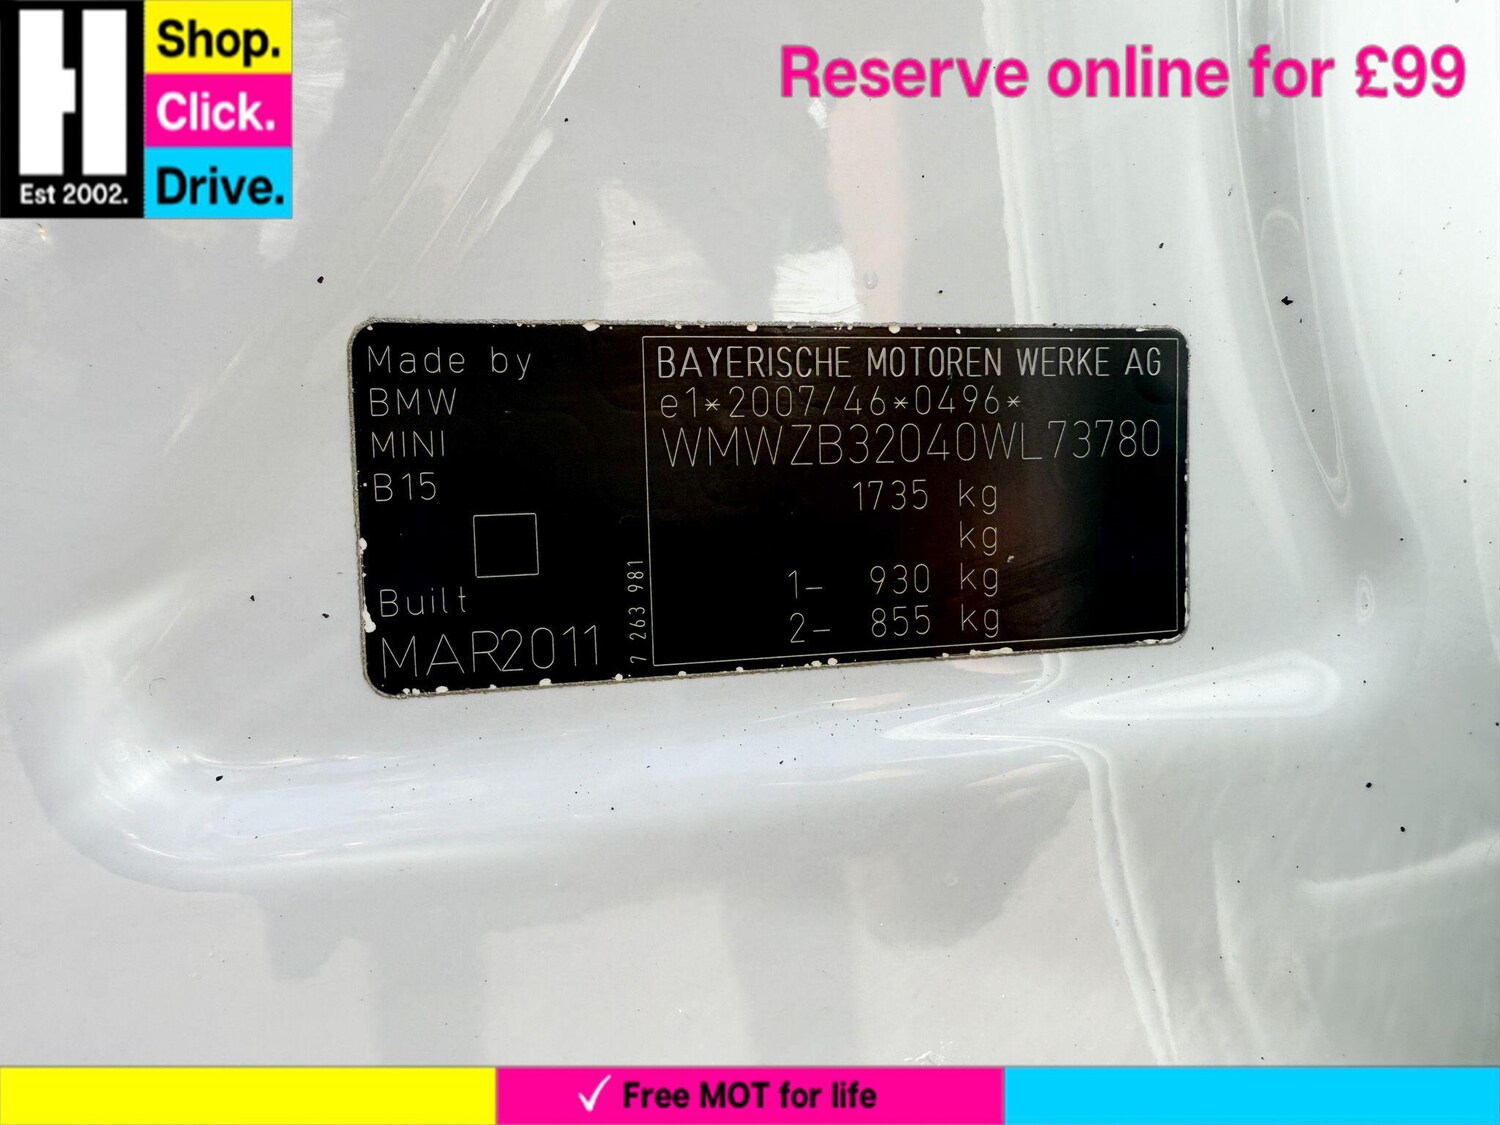 Shop.
Click.
Drive.
Est 2002.
Reserve online for £99
Made by
BMW
MINI
B15
Built
MAR2011
7 263 981
BAYERISCHE MOTOREN WERKE AG
e1*2007/46*0496*
WMWZB32040WL73780
1735 kg
kg
1- 930 kg
2- 855 kg
✓ Free MOT for life